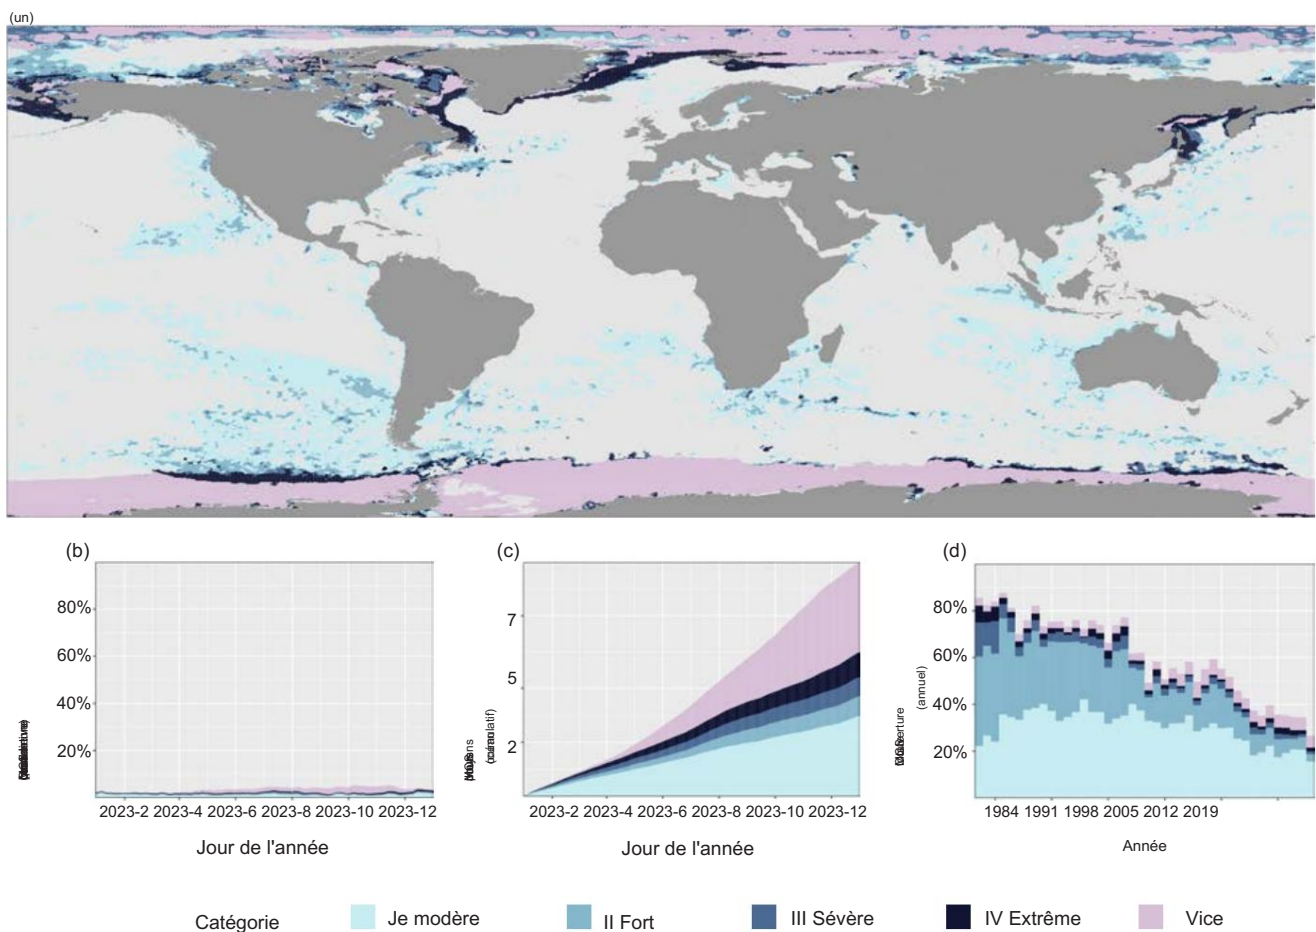 (un)
(b)
(c)
(d)
80%
60%
40%
20%
2023-2 2023-4 2023-6 2023-8 2023-10 2023-12
Jour de l'année
7
5
2
(cumulatif)
2023-2 2023-4 2023-6 2023-8 2023-10 2023-12
Jour de l'année
80%
60%
40%
20%
(annuel)
1984 1991 1998 2005 2012 2019
Année
Catégorie
Je modère
II Fort
III Sévère
IV Extrême
Vice